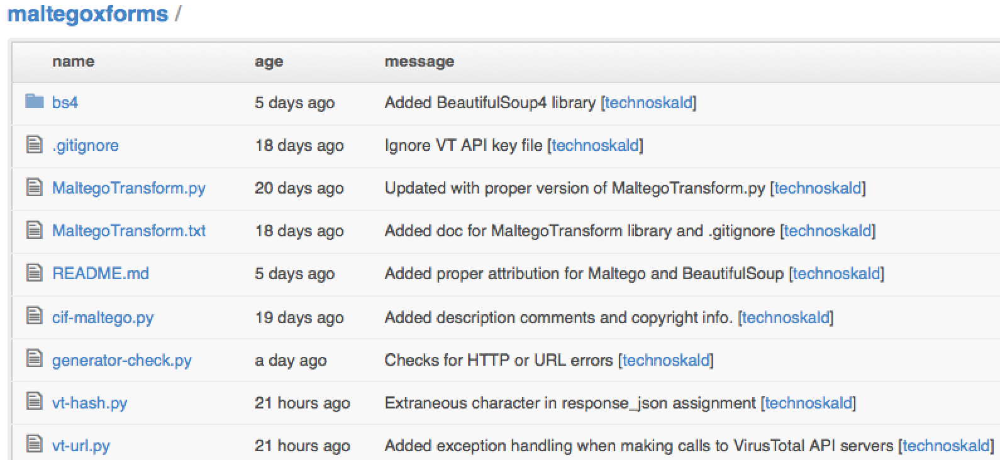 maltegoxforms /
name age message
bs4 5 days ago Added BeautifulSoup4 library [technoskald]
.gitignore 18 days ago Ignore VT API key file [technoskald]
MaltegoTransform.py 20 days ago Updated with proper version of MaltegoTransform.py [technoskald]
MaltegoTransform.txt 18 days ago Added doc for MaltegoTransform library and .gitignore [technoskald]
README.md 5 days ago Added proper attribution for Maltego and BeautifulSoup [technoskald]
cif-maltego.py 19 days ago Added description comments and copyright info. [technoskald]
generator-check.py a day ago Checks for HTTP or URL errors [technoskald]
vt-hash.py 21 hours ago Extraneous character in response_json assignment [technoskald]
vt-url.py 21 hours ago Added exception handling when making calls to VirusTotal API servers [technoskald]